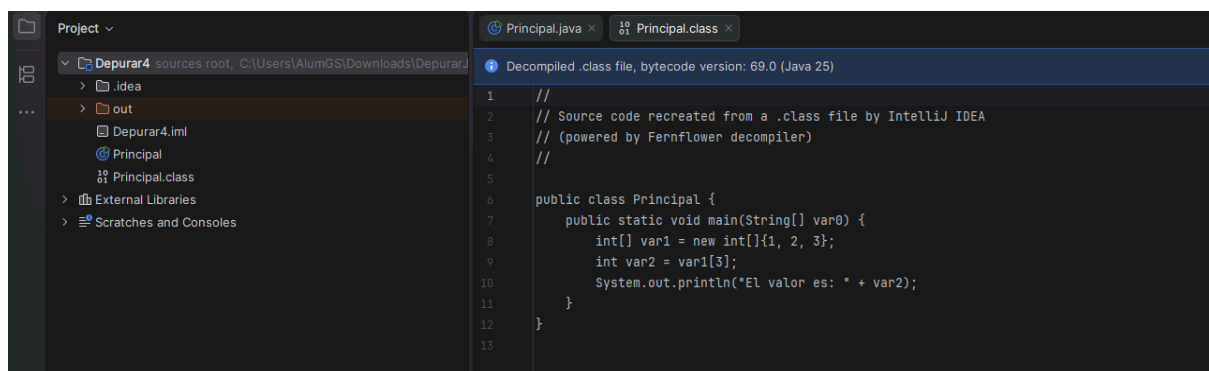 Project
Depurar4 sources root, C:\Users\AlumGS\Downloads\DepurarJ
.idea
out
Depurar4.iml
Principal
Principal.class
External Libraries
Scratches and Consoles
Principal.java × Principal.class ×
Decompiled .class file, bytecode version: 69.0 (Java 25)
1 //
2 // Source code recreated from a .class file by IntelliJ IDEA
3 // (powered by Fernflower decompiler)
4 //
5
6 public class Principal {
7 public static void main(String[] var0) {
8 int[] var1 = new int[]{1, 2, 3};
9 int var2 = var1[3];
10 System.out.println("El valor es: " + var2);
11 }
12 }
13